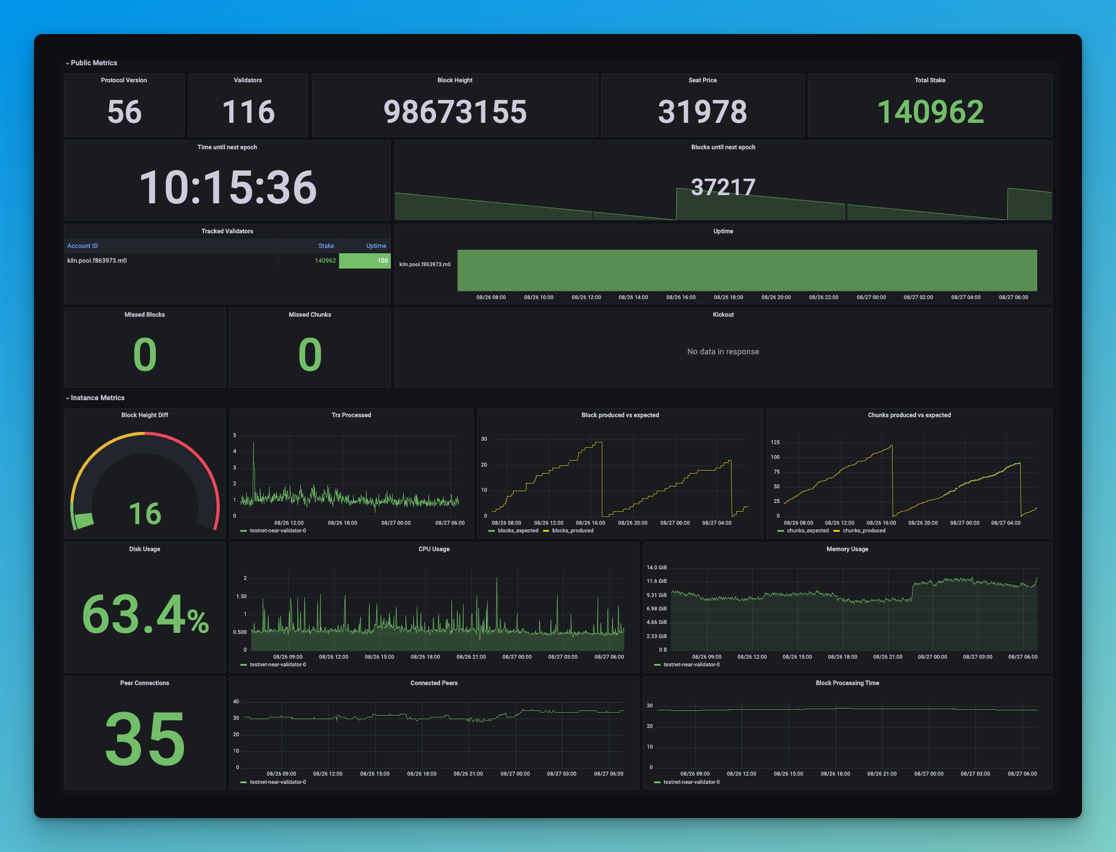 Public Metrics
Protocol Version
56
Validators
116
Block Height
98673155
Seat Price
31978
Total Stake
140962
Time until next epoch
10:15:36
Blocks until next epoch
37217
Tracked Validators
Account ID Stake Uptime
kiln.pool.f863973.m0 140962 100
Uptime
kiln.pool.f863973.m0
08/26 08:00 08/26 10:00 08/26 12:00 08/26 14:00 08/26 16:00 08/26 18:00 08/26 20:00 08/26 22:00 08/27 00:00 08/27 02:00 08/27 04:00 08/27 06:00
Missed Blocks
0
Missed Chunks
0
Kickout
No data in response
Instance Metrics
Block Height Diff
16
Trx Processed
5
4
3
2
1
0
08/26 12:00 08/26 18:00 08/27 00:00 08/27 06:00
testnet-near-validator-0
Block produced vs expected
30
20
10
0
08/26 08:00 08/26 12:00 08/26 16:00 08/26 20:00 08/27 00:00 08/27 04:00
blocks_expected blocks_produced
Chunks produced vs expected
125
100
75
50
25
0
08/26 08:00 08/26 12:00 08/26 16:00 08/26 20:00 08/27 00:00 08/27 04:00
chunks_expected chunks_produced
Disk Usage
63.4%
CPU Usage
2
1.50
1
0.500
0
08/26 09:00 08/26 12:00 08/26 15:00 08/26 18:00 08/26 21:00 08/27 00:00 08/27 03:00 08/27 06:00
testnet-near-validator-0
Memory Usage
14.0 GiB
11.6 GiB
9.31 GiB
6.98 GiB
4.66 GiB
2.33 GiB
0 B
08/26 09:00 08/26 12:00 08/26 15:00 08/26 18:00 08/26 21:00 08/27 00:00 08/27 03:00 08/27 06:00
testnet-near-validator-0
Peer Connections
35
Connected Peers
40
30
20
10
0
08/26 09:00 08/26 12:00 08/26 15:00 08/26 18:00 08/26 21:00 08/27 00:00 08/27 03:00 08/27 06:00
testnet-near-validator-0
Block Processing Time
30
20
10
0
08/26 09:00 08/26 12:00 08/26 15:00 08/26 18:00 08/26 21:00 08/27 00:00 08/27 03:00 08/27 06:00
testnet-near-validator-0